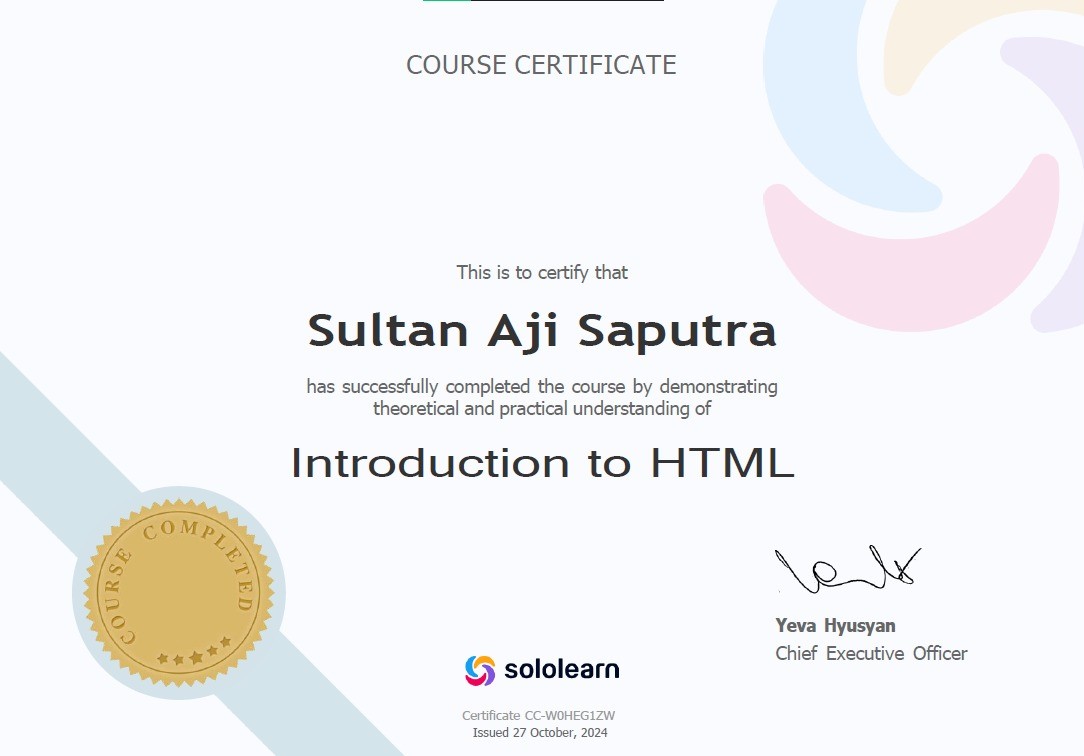 COURSE CERTIFICATE
This is to certify that
Sultan Aji Saputra
has successfully completed the course by demonstrating
theoretical and practical understanding of
Introduction to HTML
COURSE COMPLETED
Yeva Hyusyan
Chief Executive Officer
sololearn
Certificate CC-W0HEG1ZW
Issued 27 October, 2024